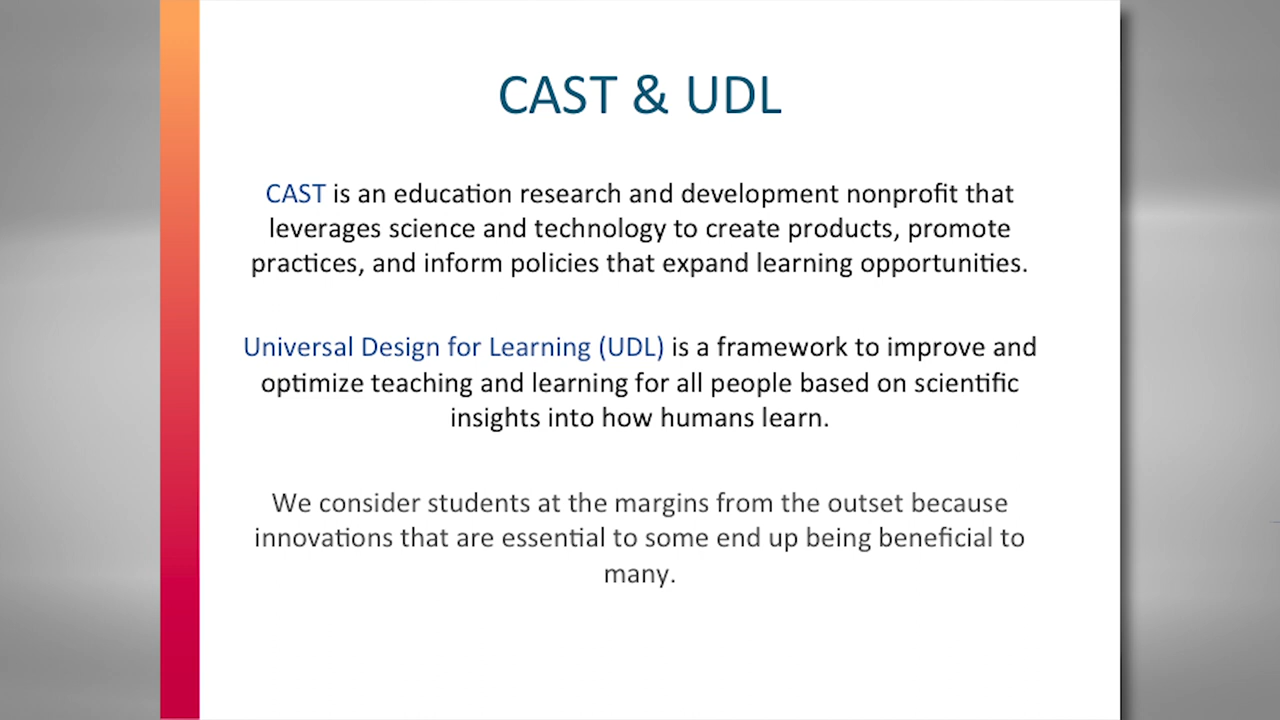 CAST & UDL
CAST is an education research and development nonprofit that
leverages science and technology to create products, promote
practices, and inform policies that expand learning opportunities.
Universal Design for Learning (UDL) is a framework to improve and
optimize teaching and learning for all people based on scientific
insights into how humans learn.
We consider students at the margins from the outset because
innovations that are essential to some end up being beneficial to
many.